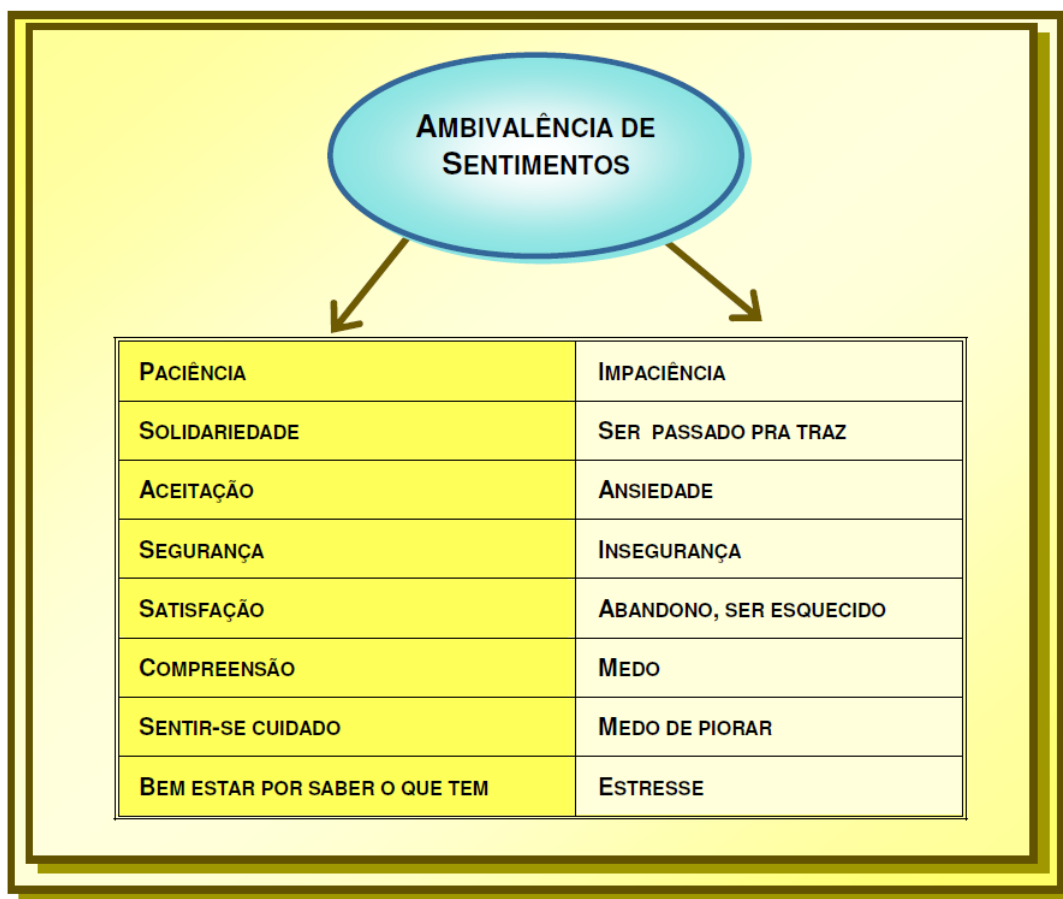 AMBIVALÊNCIA DE
SENTIMENTOS
PACIÊNCIA IMPACIÊNCIA
SOLIDARIEDADE SER PASSADO PRA TRAZ
ACEITAÇÃO ANSIEDADE
SEGURANÇA INSEGURANÇA
SATISFAÇÃO ABANDONO, SER ESQUECIDO
COMPREENSÃO MEDO
SENTIR-SE CUIDADO MEDO DE PIORAR
BEM ESTAR POR SABER O QUE TEM ESTRESSE